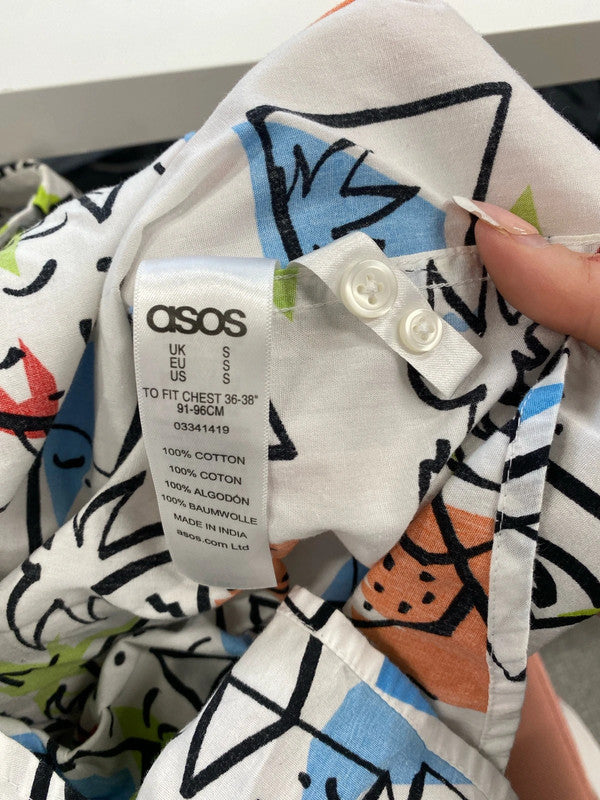 asos
UK S
EU S
US S
TO FIT CHEST 36-38"
91-96CM
03341419
100% COTTON
100% COTON
100% ALGODÓN
100% BAUMWOLLE
MADE IN INDIA
asos.com Ltd